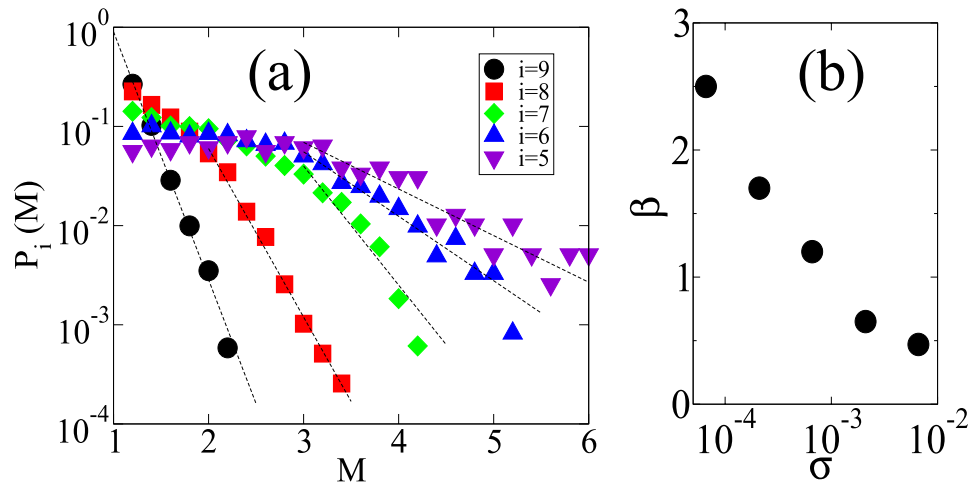 (a)
10^0
10^-1
10^-2
10^-3
10^-4
P_i (M)
i=9
i=8
i=7
i=6
i=5
1 2 3 4 5 6
M
(b)
3
2
1
0
β
10^-4 10^-3 10^-2
σ